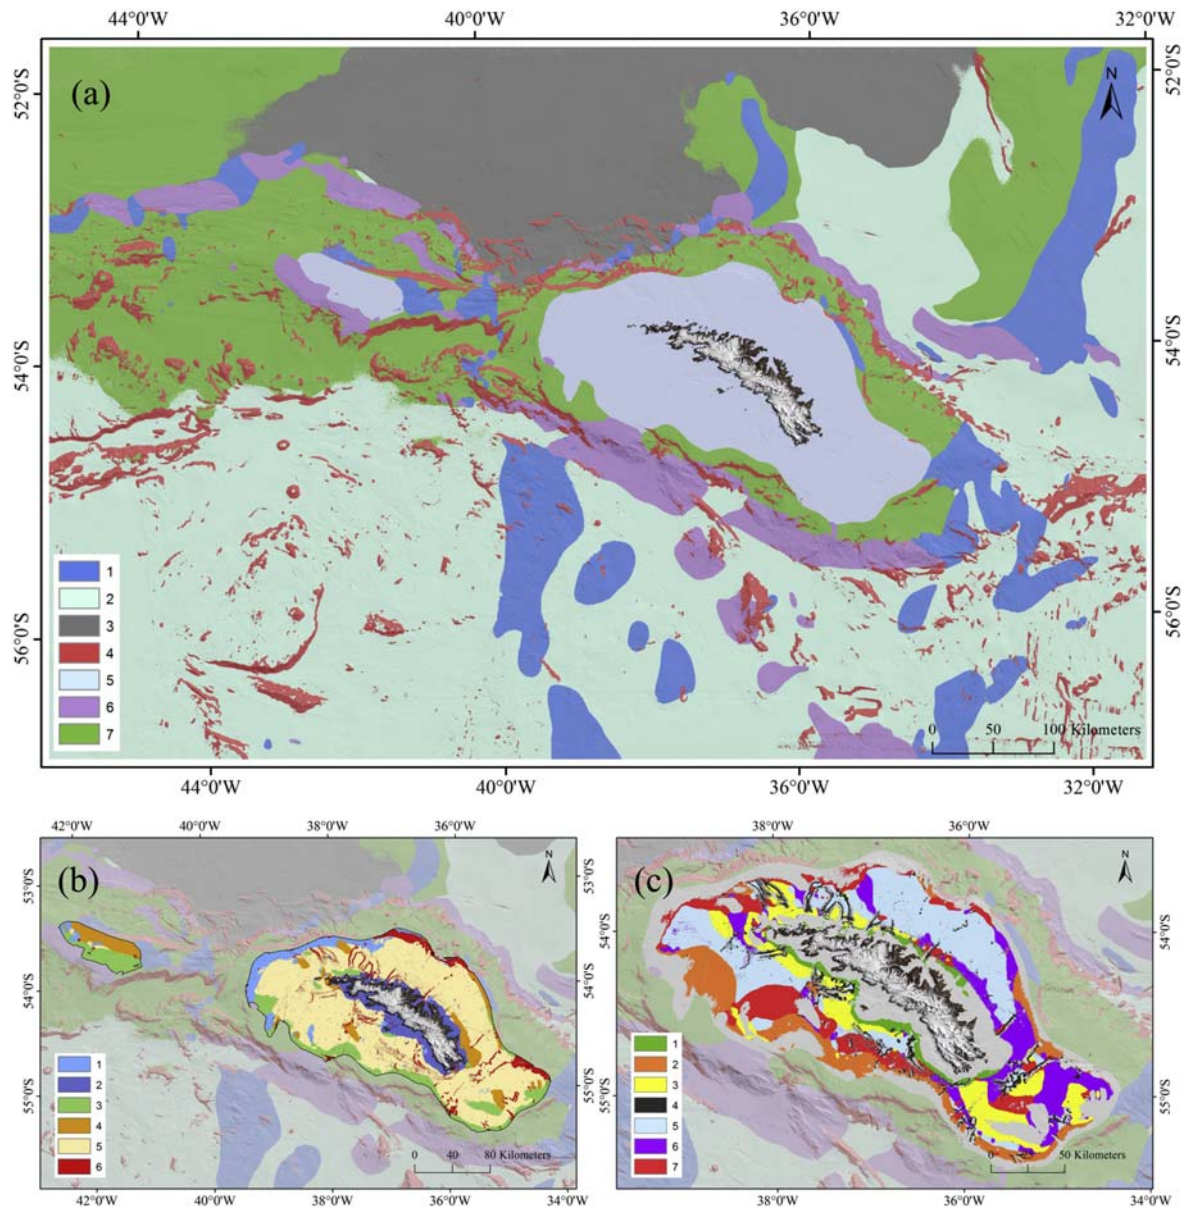 44°0'W 40°0'W 36°0'W 32°0'W
52°0'S 52°0'S
(a)
N
54°0'S 54°0'S
56°0'S 56°0'S
1
2
3
4
5
6
7
0 50 100 Kilometers
44°0'W 40°0'W 36°0'W 32°0'W
42°0'W 40°0'W 38°0'W 36°0'W
(b)
N
53°0'S 53°0'S
54°0'S 54°0'S
55°0'S 55°0'S
1
2
3
4
5
6
0 40 80 Kilometers
42°0'W 40°0'W 38°0'W 36°0'W 34°0'W
38°0'W 36°0'W
(c)
N
54°0'S 54°0'S
55°0'S 55°0'S
1
2
3
4
5
6
7
0 50 Kilometers
38°0'W 36°0'W 34°0'W